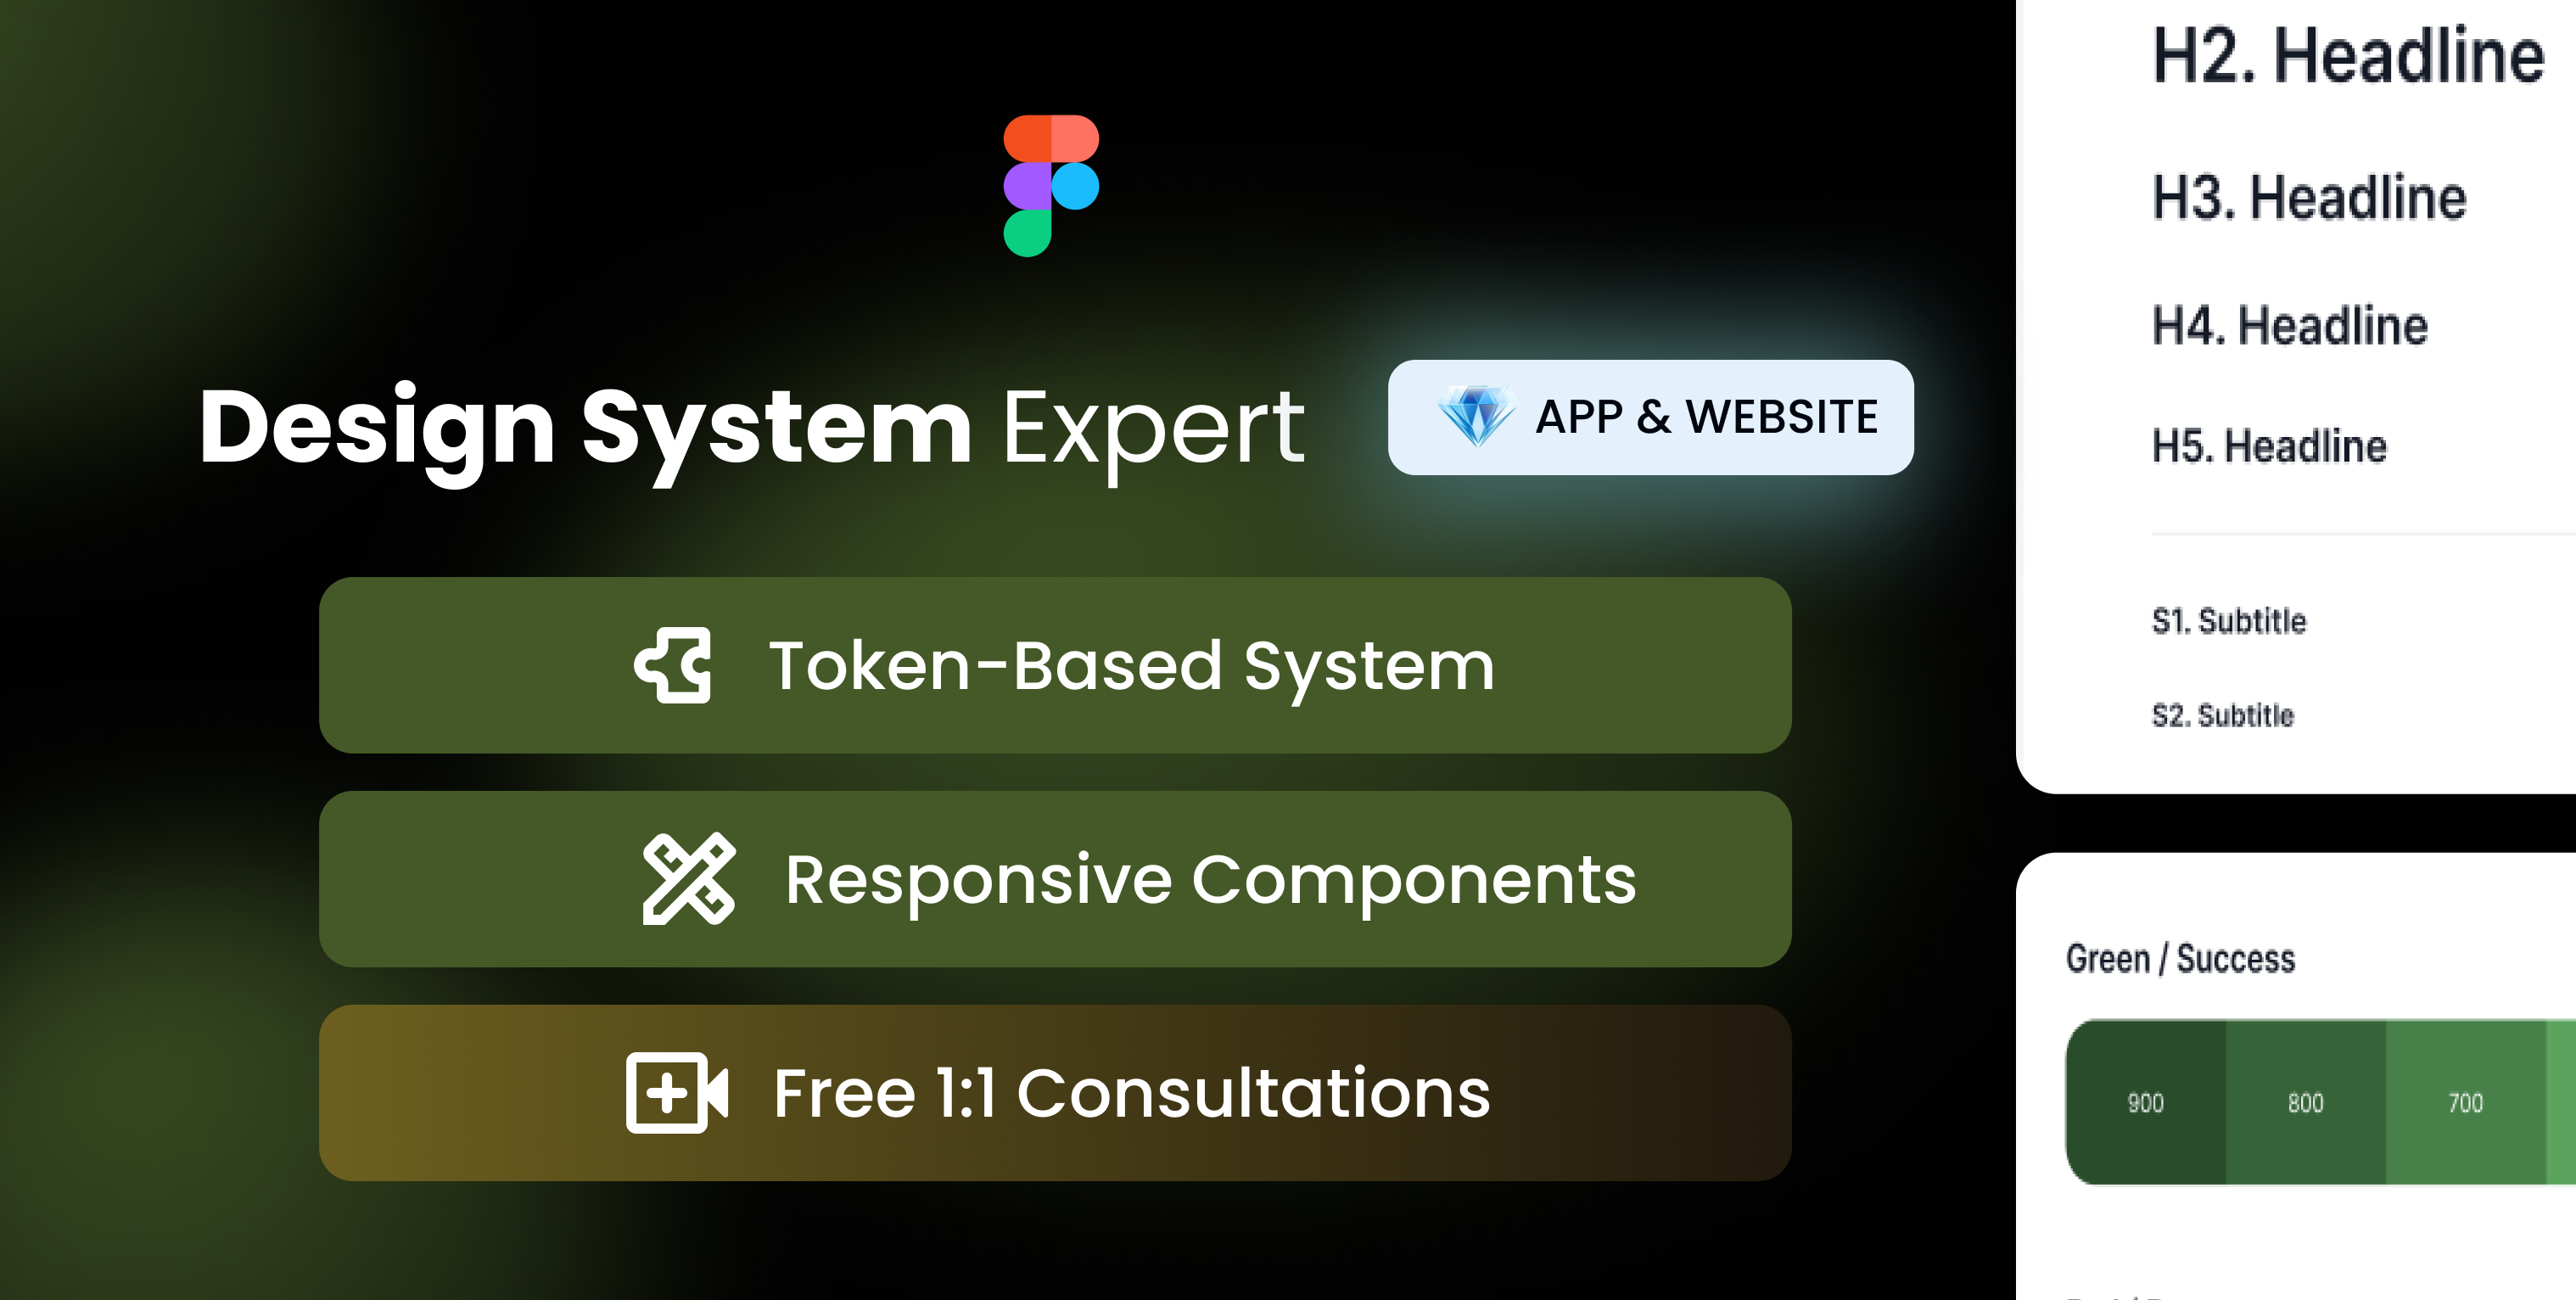 Design System Expert
APP & WEBSITE
Token-Based System
Responsive Components
Free 1:1 Consultations
H2. Headline
H3. Headline
H4. Headline
H5. Headline
S1. Subtitle
S2. Subtitle
Green / Success
900
800
700